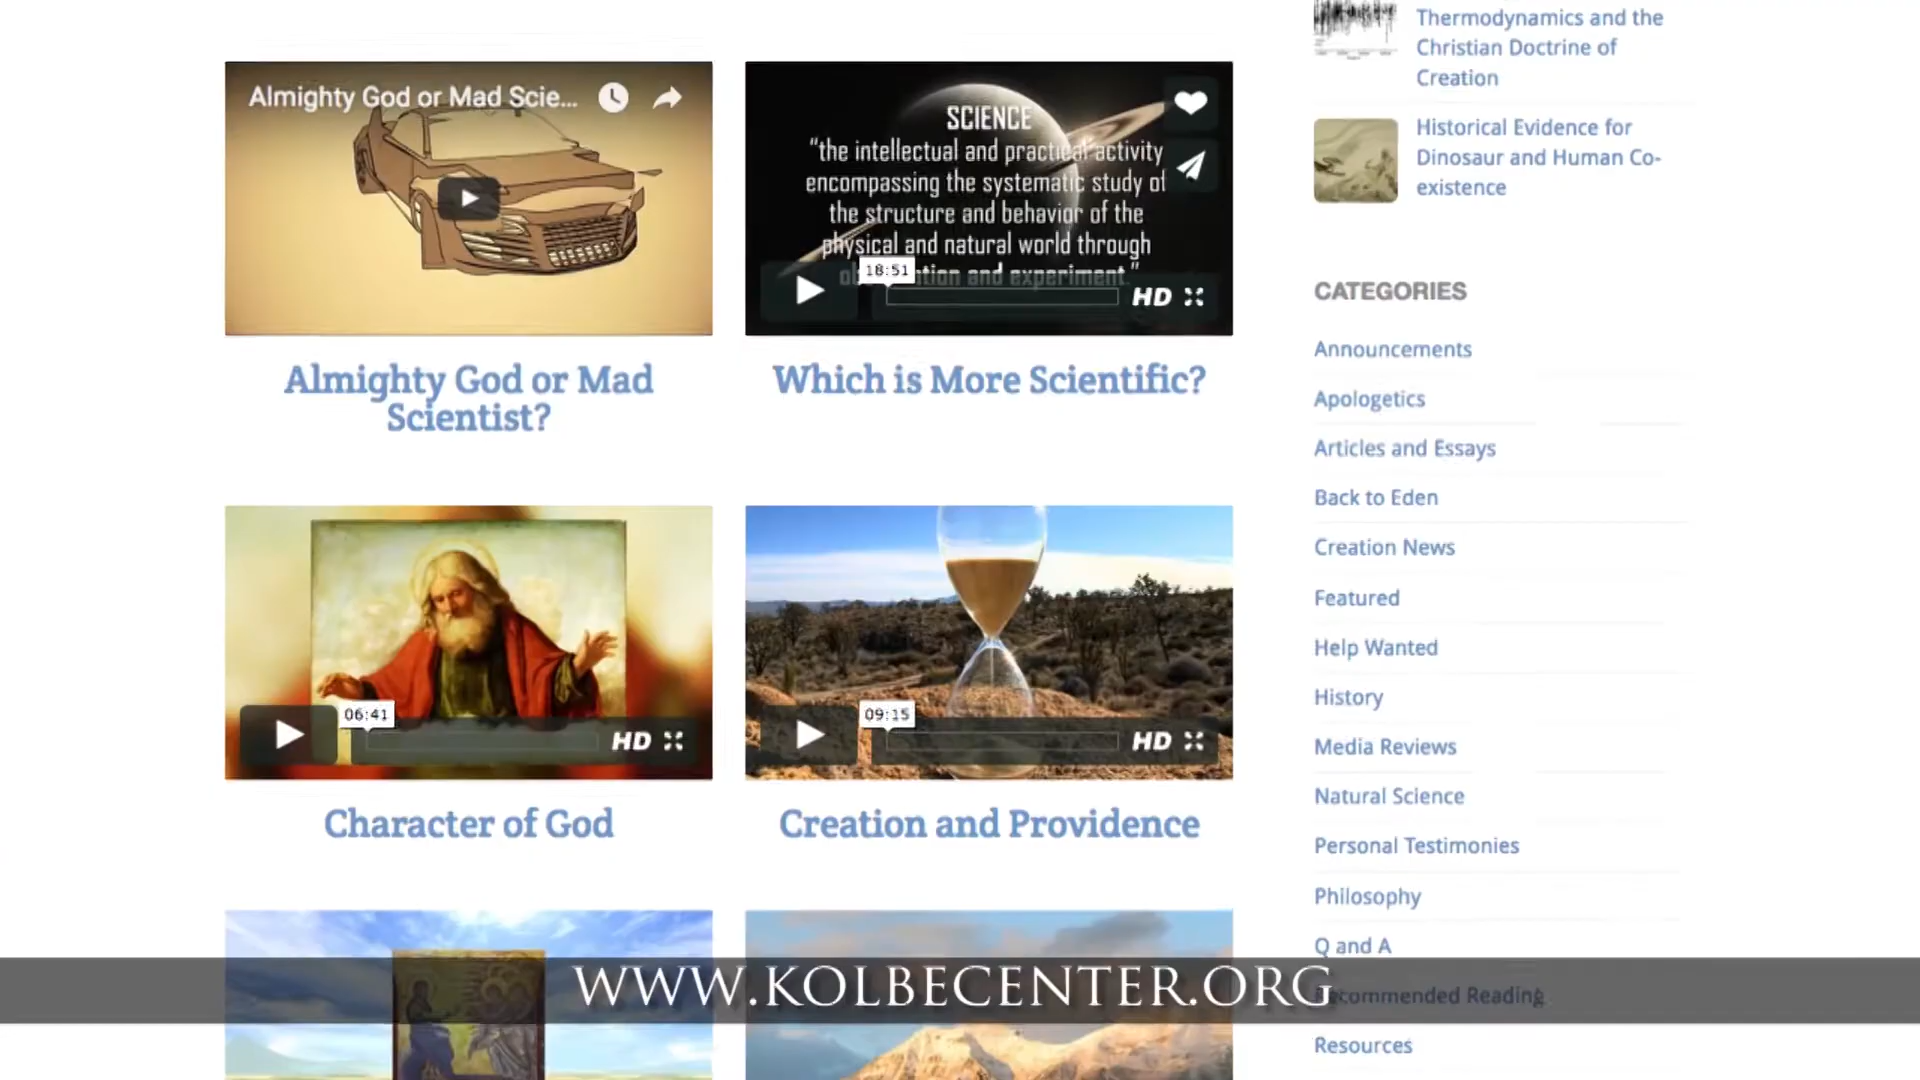 Almighty God or Mad Scie...
SCIENCE
“the intellectual and practical activity
encompassing the systematic study of
the structure and behavior of the
physical and natural world through
and experiment.”
18:51
HD
Almighty God or Mad
Scientist?
Which is More Scientific?
06:41
HD
09:15
HD
Character of God
Creation and Providence
Thermodynamics and the
Christian Doctrine of
Creation
Historical Evidence for
Dinosaur and Human Co-
existence
CATEGORIES
Announcements
Apologetics
Articles and Essays
Back to Eden
Creation News
Featured
Help Wanted
History
Media Reviews
Natural Science
Personal Testimonies
Philosophy
Q and A
Recommended Reading
Resources
WWW.KOLBECENTER.ORG